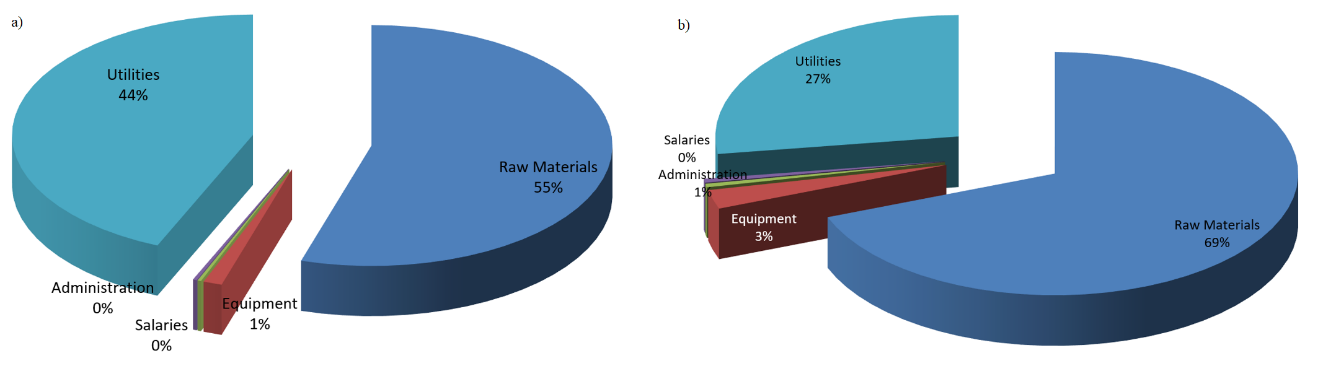 a)
Utilities
44%
Raw Materials
55%
Administration
0%
Equipment
1%
Salaries
0%
b)
Utilities
27%
Salaries
0%
Administration
1%
Equipment
3%
Raw Materials
69%